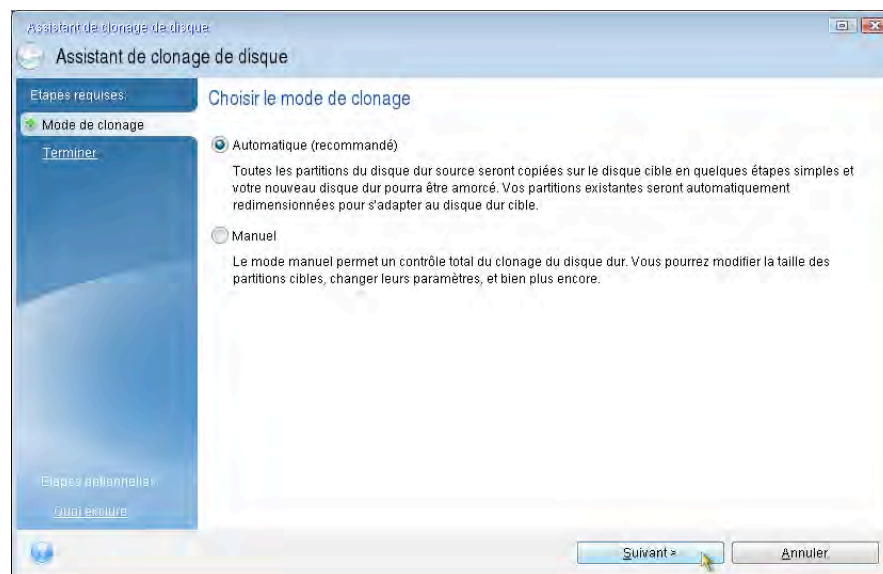 Assistant de clonage de disque
Assistant de clonage de disque
Etapes requises:
Mode de clonage
Terminer
Choisir le mode de clonage
Automatique (recommandé)
Toutes les partitions du disque dur source seront copiées sur le disque cible en quelques étapes simples et
votre nouveau disque dur pourra être amorcé. Vos partitions existantes seront automatiquement
redimensionnées pour s'adapter au disque dur cible.
Manuel
Le mode manuel permet un contrôle total du clonage du disque dur. Vous pourrez modifier la taille des
partitions cibles, changer leurs paramètres, et bien plus encore.
Etapes optionnelles
Quoi exclure
Suivant >
Annuler